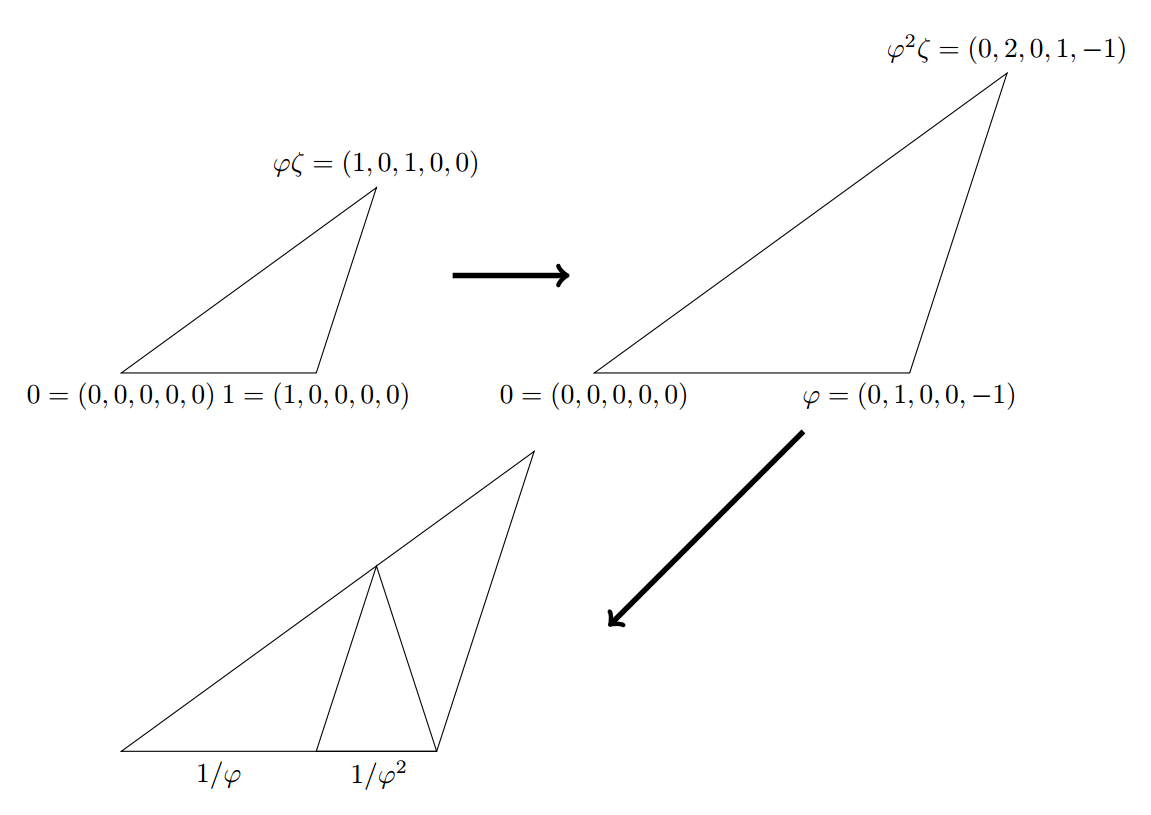 φ²ζ = (0, 2, 0, 1, −1)
φζ = (1, 0, 1, 0, 0)
0 = (0, 0, 0, 0, 0) 1 = (1, 0, 0, 0, 0)
0 = (0, 0, 0, 0, 0)
φ = (0, 1, 0, 0, −1)
1/φ
1/φ²